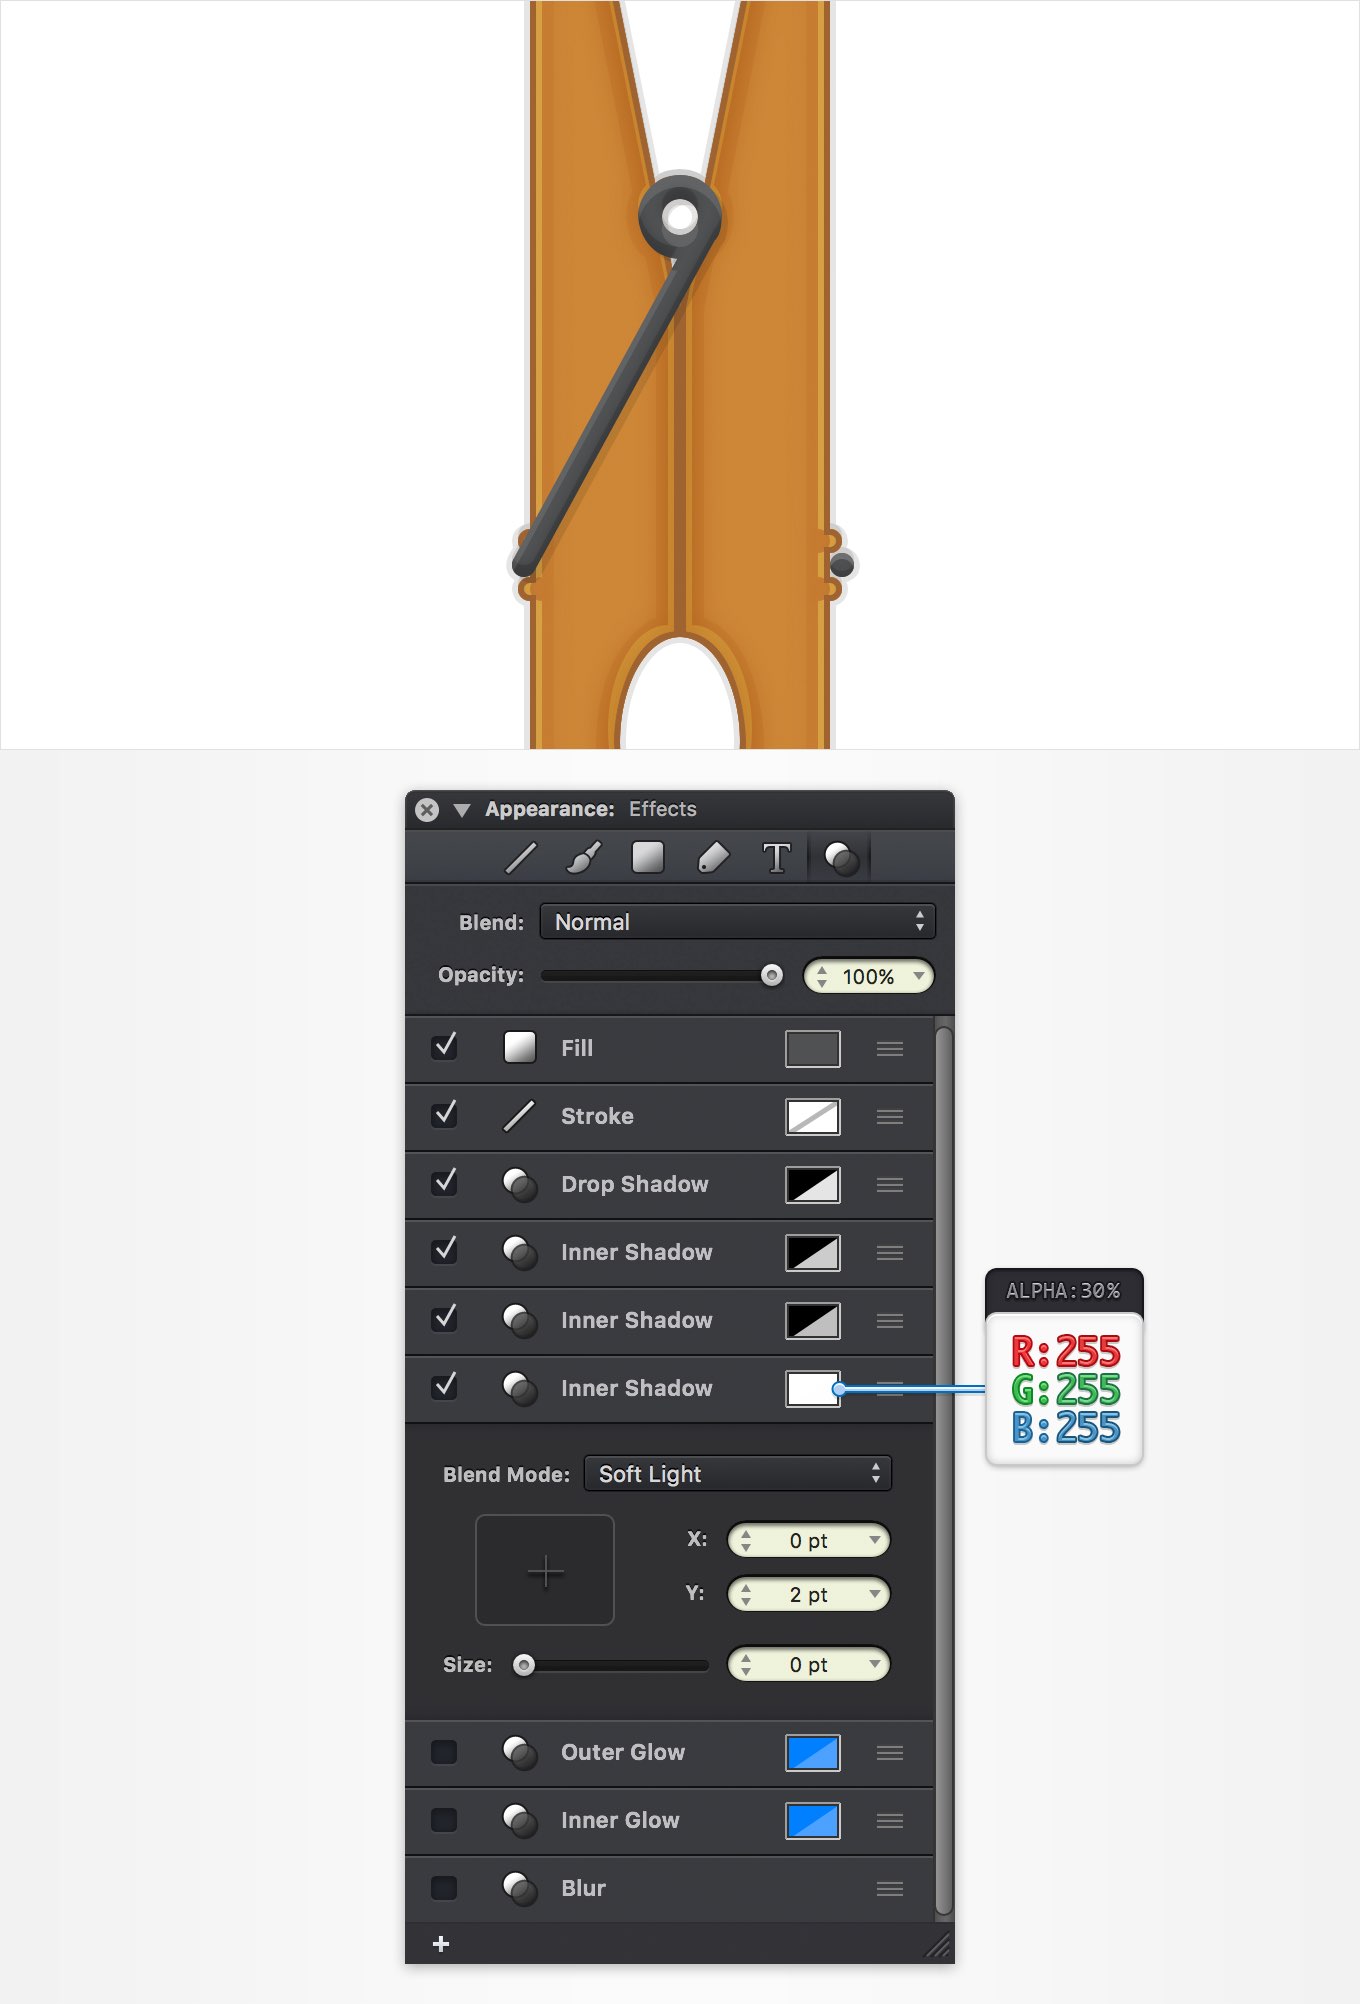 Appearance: Effects
T
Blend: Normal
Opacity: 100%
Fill
Stroke
Drop Shadow
Inner Shadow
Inner Shadow
Inner Shadow
ALPHA:30%
R:255
G:255
B:255
Blend Mode: Soft Light
X: 0 pt
Y: 2 pt
Size: 0 pt
Outer Glow
Inner Glow
Blur